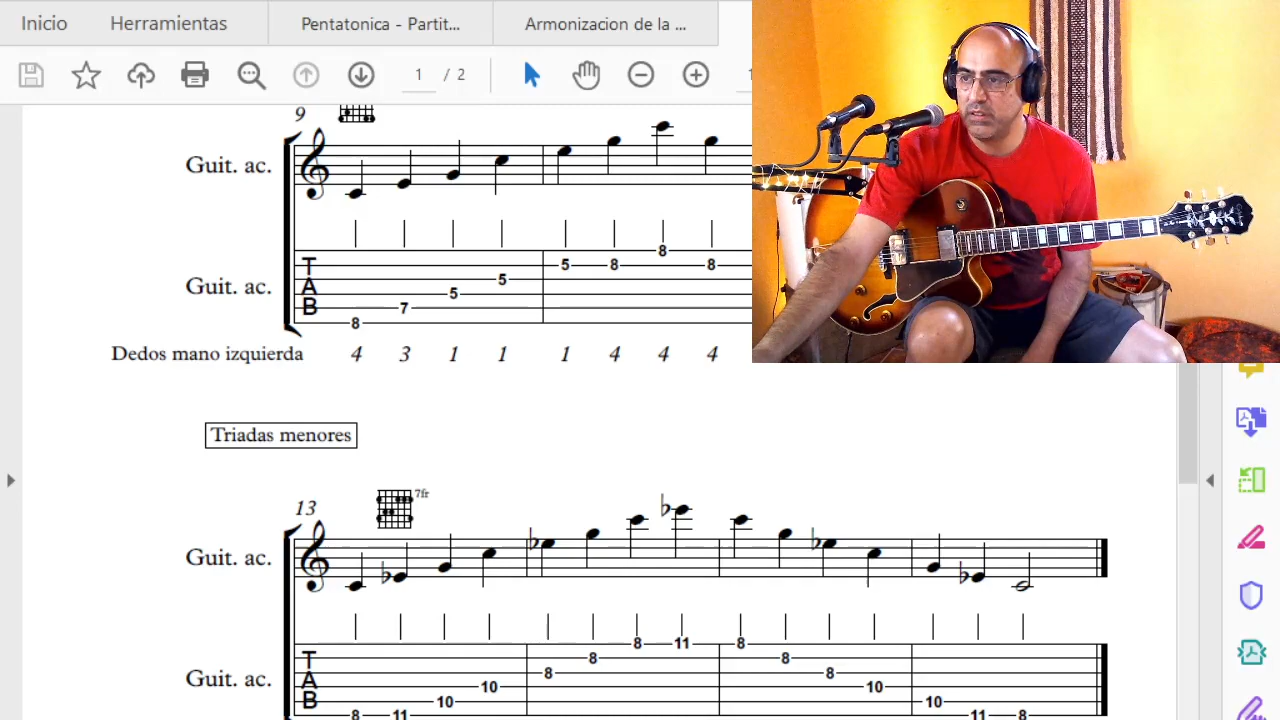 Inicio Herramientas Pentatonica - Partit... Armonizacion de la ...
1 / 2
9
Guit. ac.
T A B
Guit. ac.
8 7 5 5 5 8 8 8
Dedos mano izquierda 4 3 1 1 1 4 4 4
Triadas menores
13 7fr
Guit. ac.
T A B
Guit. ac.
8 11 10 10 8 8 8 11 8 8 8 10 10 11 8